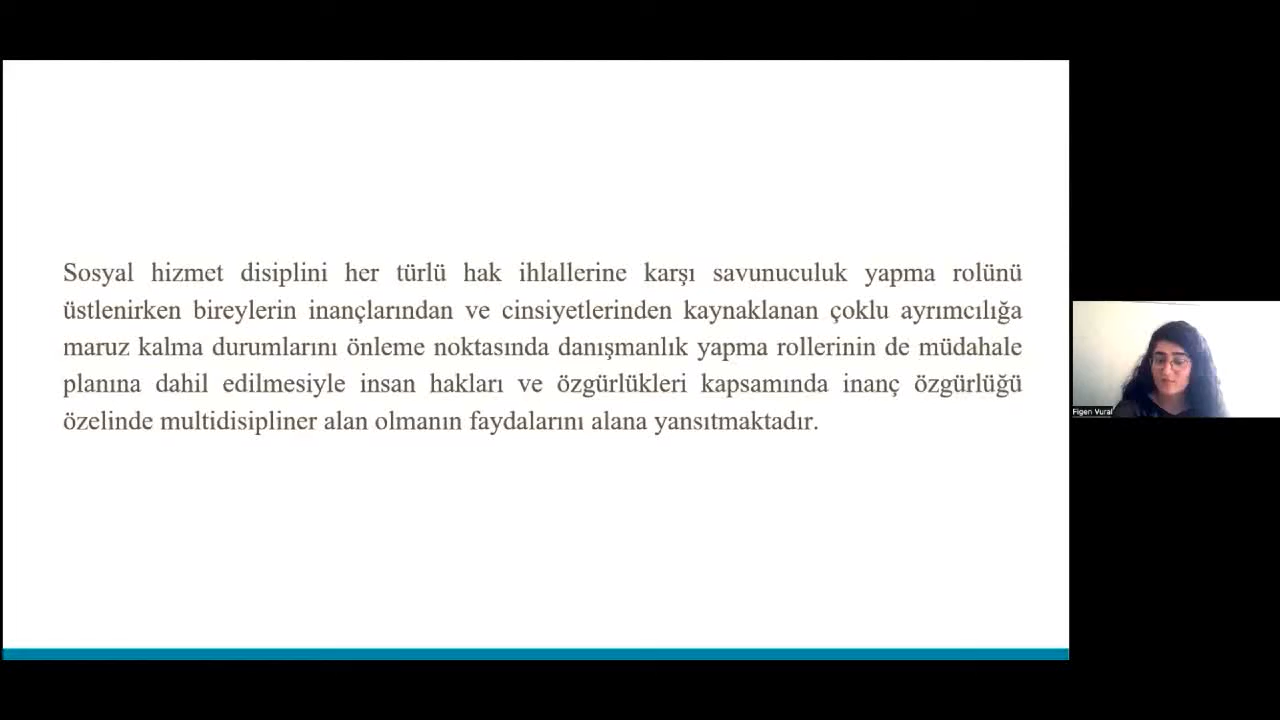 Sosyal hizmet disiplini her türlü hak ihlallerine karşı savunuculuk yapma rolünü
üstlenirken bireylerin inançlarından ve cinsiyetlerinden kaynaklanan çoklu ayrımcılığa
maruz kalma durumlarını önleme noktasında danışmanlık yapma rollerinin de müdahale
planına dahil edilmesiyle insan hakları ve özgürlükleri kapsamında inanç özgürlüğü
özelinde multidisipliner alan olmanın faydalarını alana yansıtmaktadır.
Figen Vural